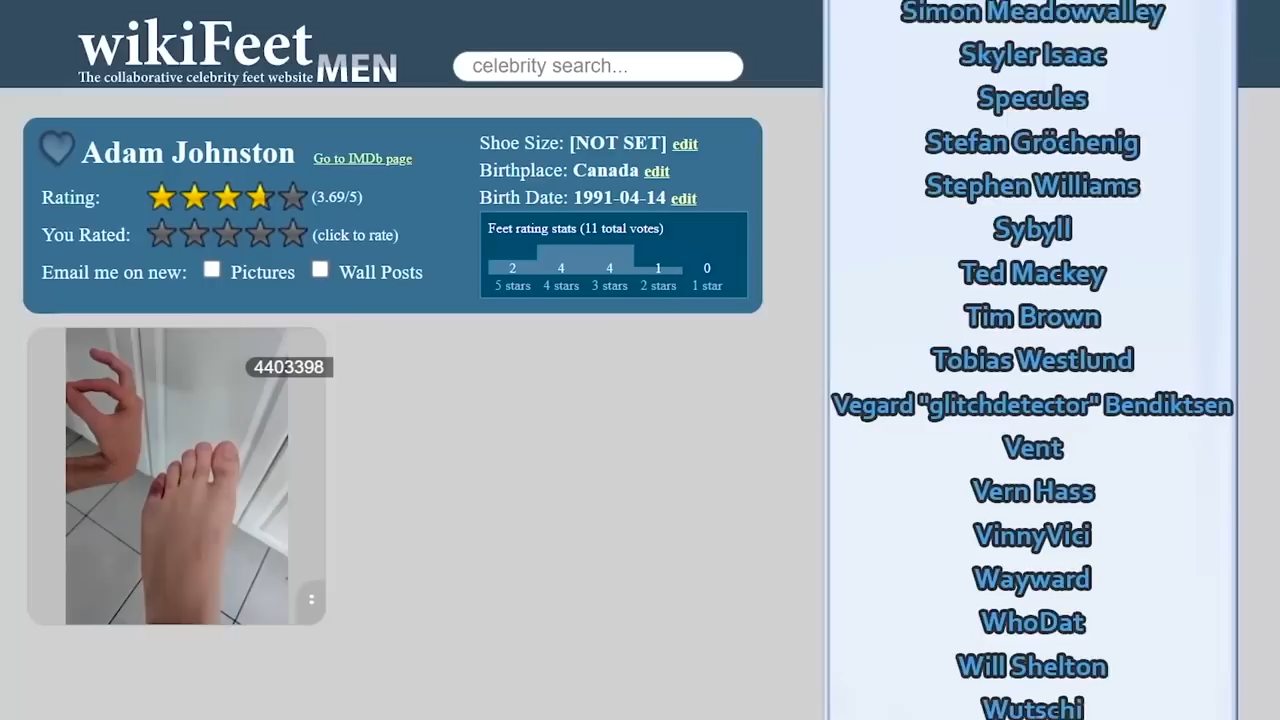 wikiFeet
The collaborative celebrity feet website MEN
celebrity search...
Adam Johnston Go to IMDb page
Rating: (3.69/5)
You Rated: (click to rate)
Email me on new: Pictures Wall Posts
Shoe Size: [NOT SET] edit
Birthplace: Canada edit
Birth Date: 1991-04-14 edit
Feet rating stats (11 total votes)
2 4 4 1 0
5 stars 4 stars 3 stars 2 stars 1 star
4403398
Simon Meadowvalley
Skyler Isaac
Specules
Stefan Gröchenig
Stephen Williams
Sybyll
Ted Mackey
Tim Brown
Tobias Westlund
Vegard "glitchdetector" Bendiktsen
Vent
Vern Hass
VinnyVici
Wayward
WhoDat
Will Shelton
Wutschi